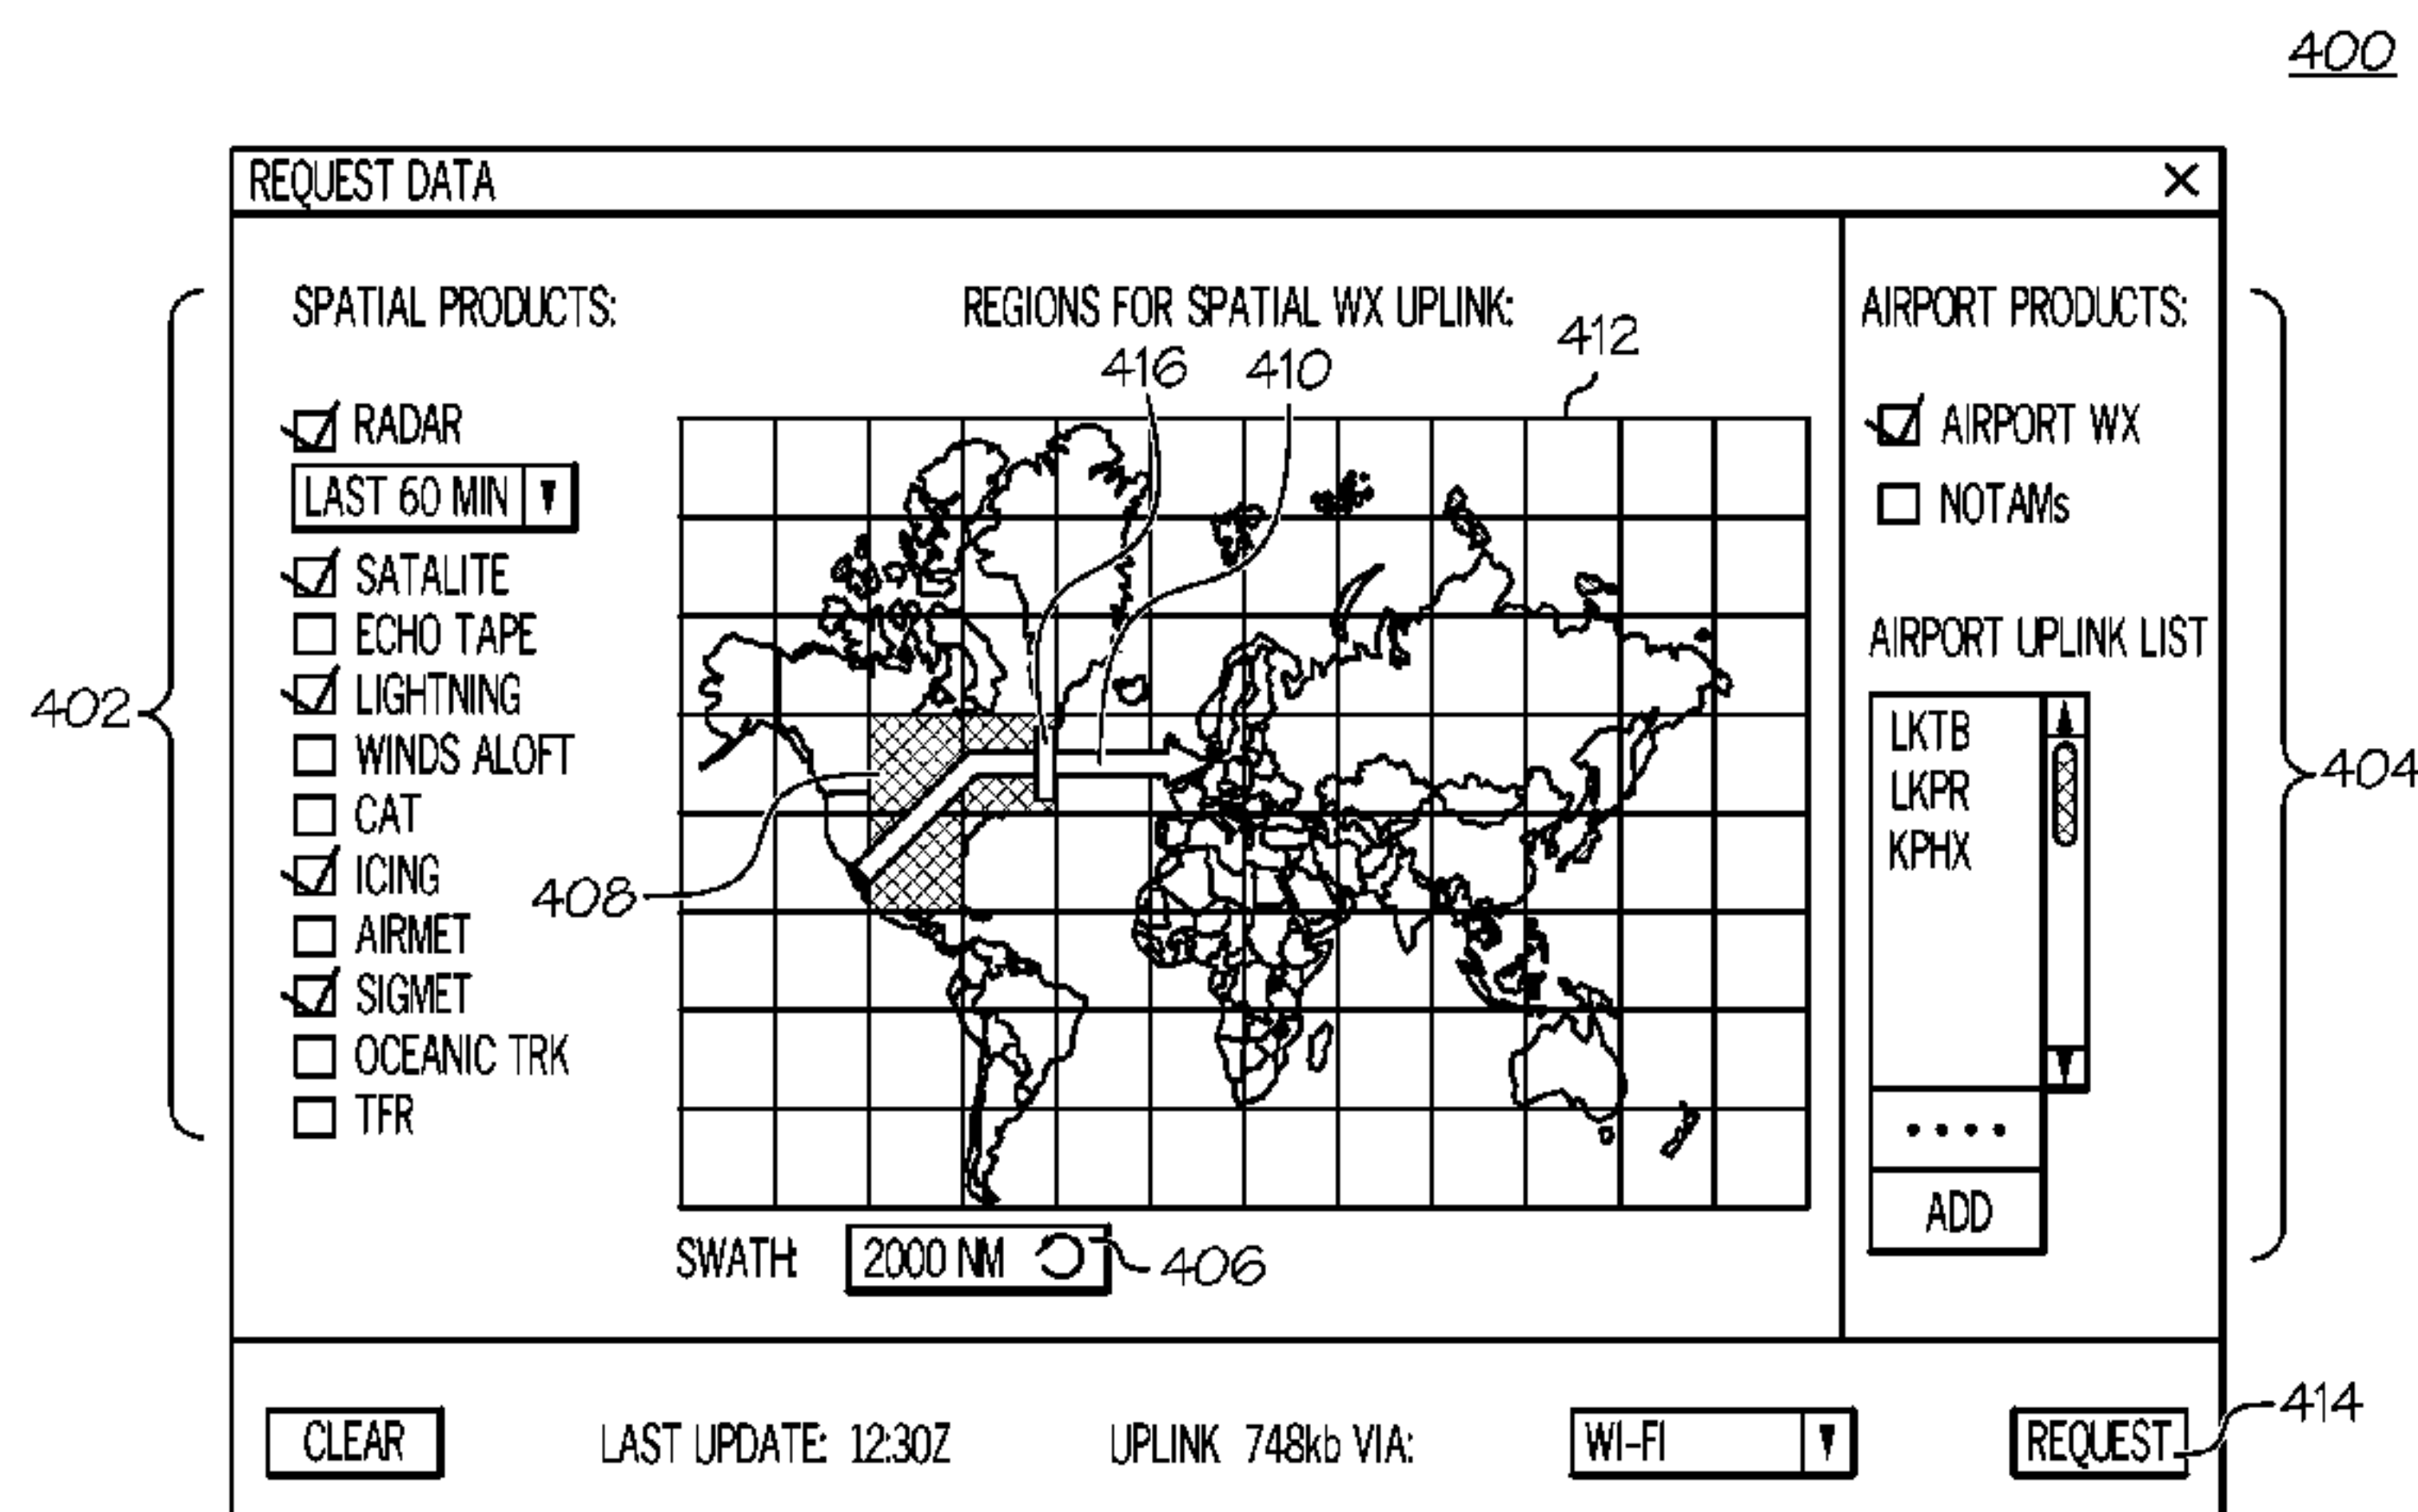 400
REQUEST DATA X
SPATIAL PRODUCTS:
REGIONS FOR SPATIAL WX UPLINK:
AIRPORT PRODUCTS:
412
416 410
RADAR
LAST 60 MIN
SATALITE
ECHO TAPE
LIGHTNING
WINDS ALOFT
CAT
ICING
AIRMET
SIGMET
OCEANIC TRK
TFR
402
408
AIRPORT WX
NOTAMs
AIRPORT UPLINK LIST
LKTB
LKPR
KPHX
....
ADD
404
SWATH: 2000 NM
406
CLEAR
LAST UPDATE: 12:30Z
UPLINK 748kb VIA:
WI-FI
REQUEST
414